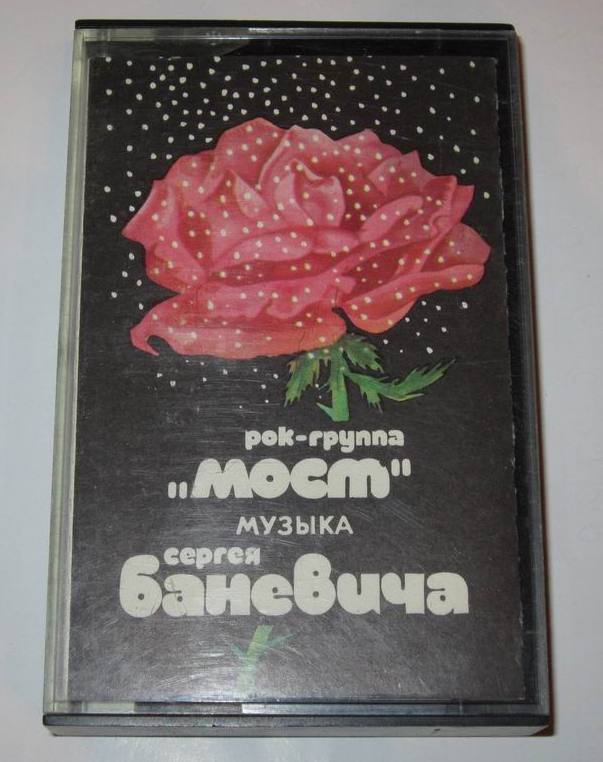 рок-группа
„мост"
МУЗЫКА
сергея
баневича